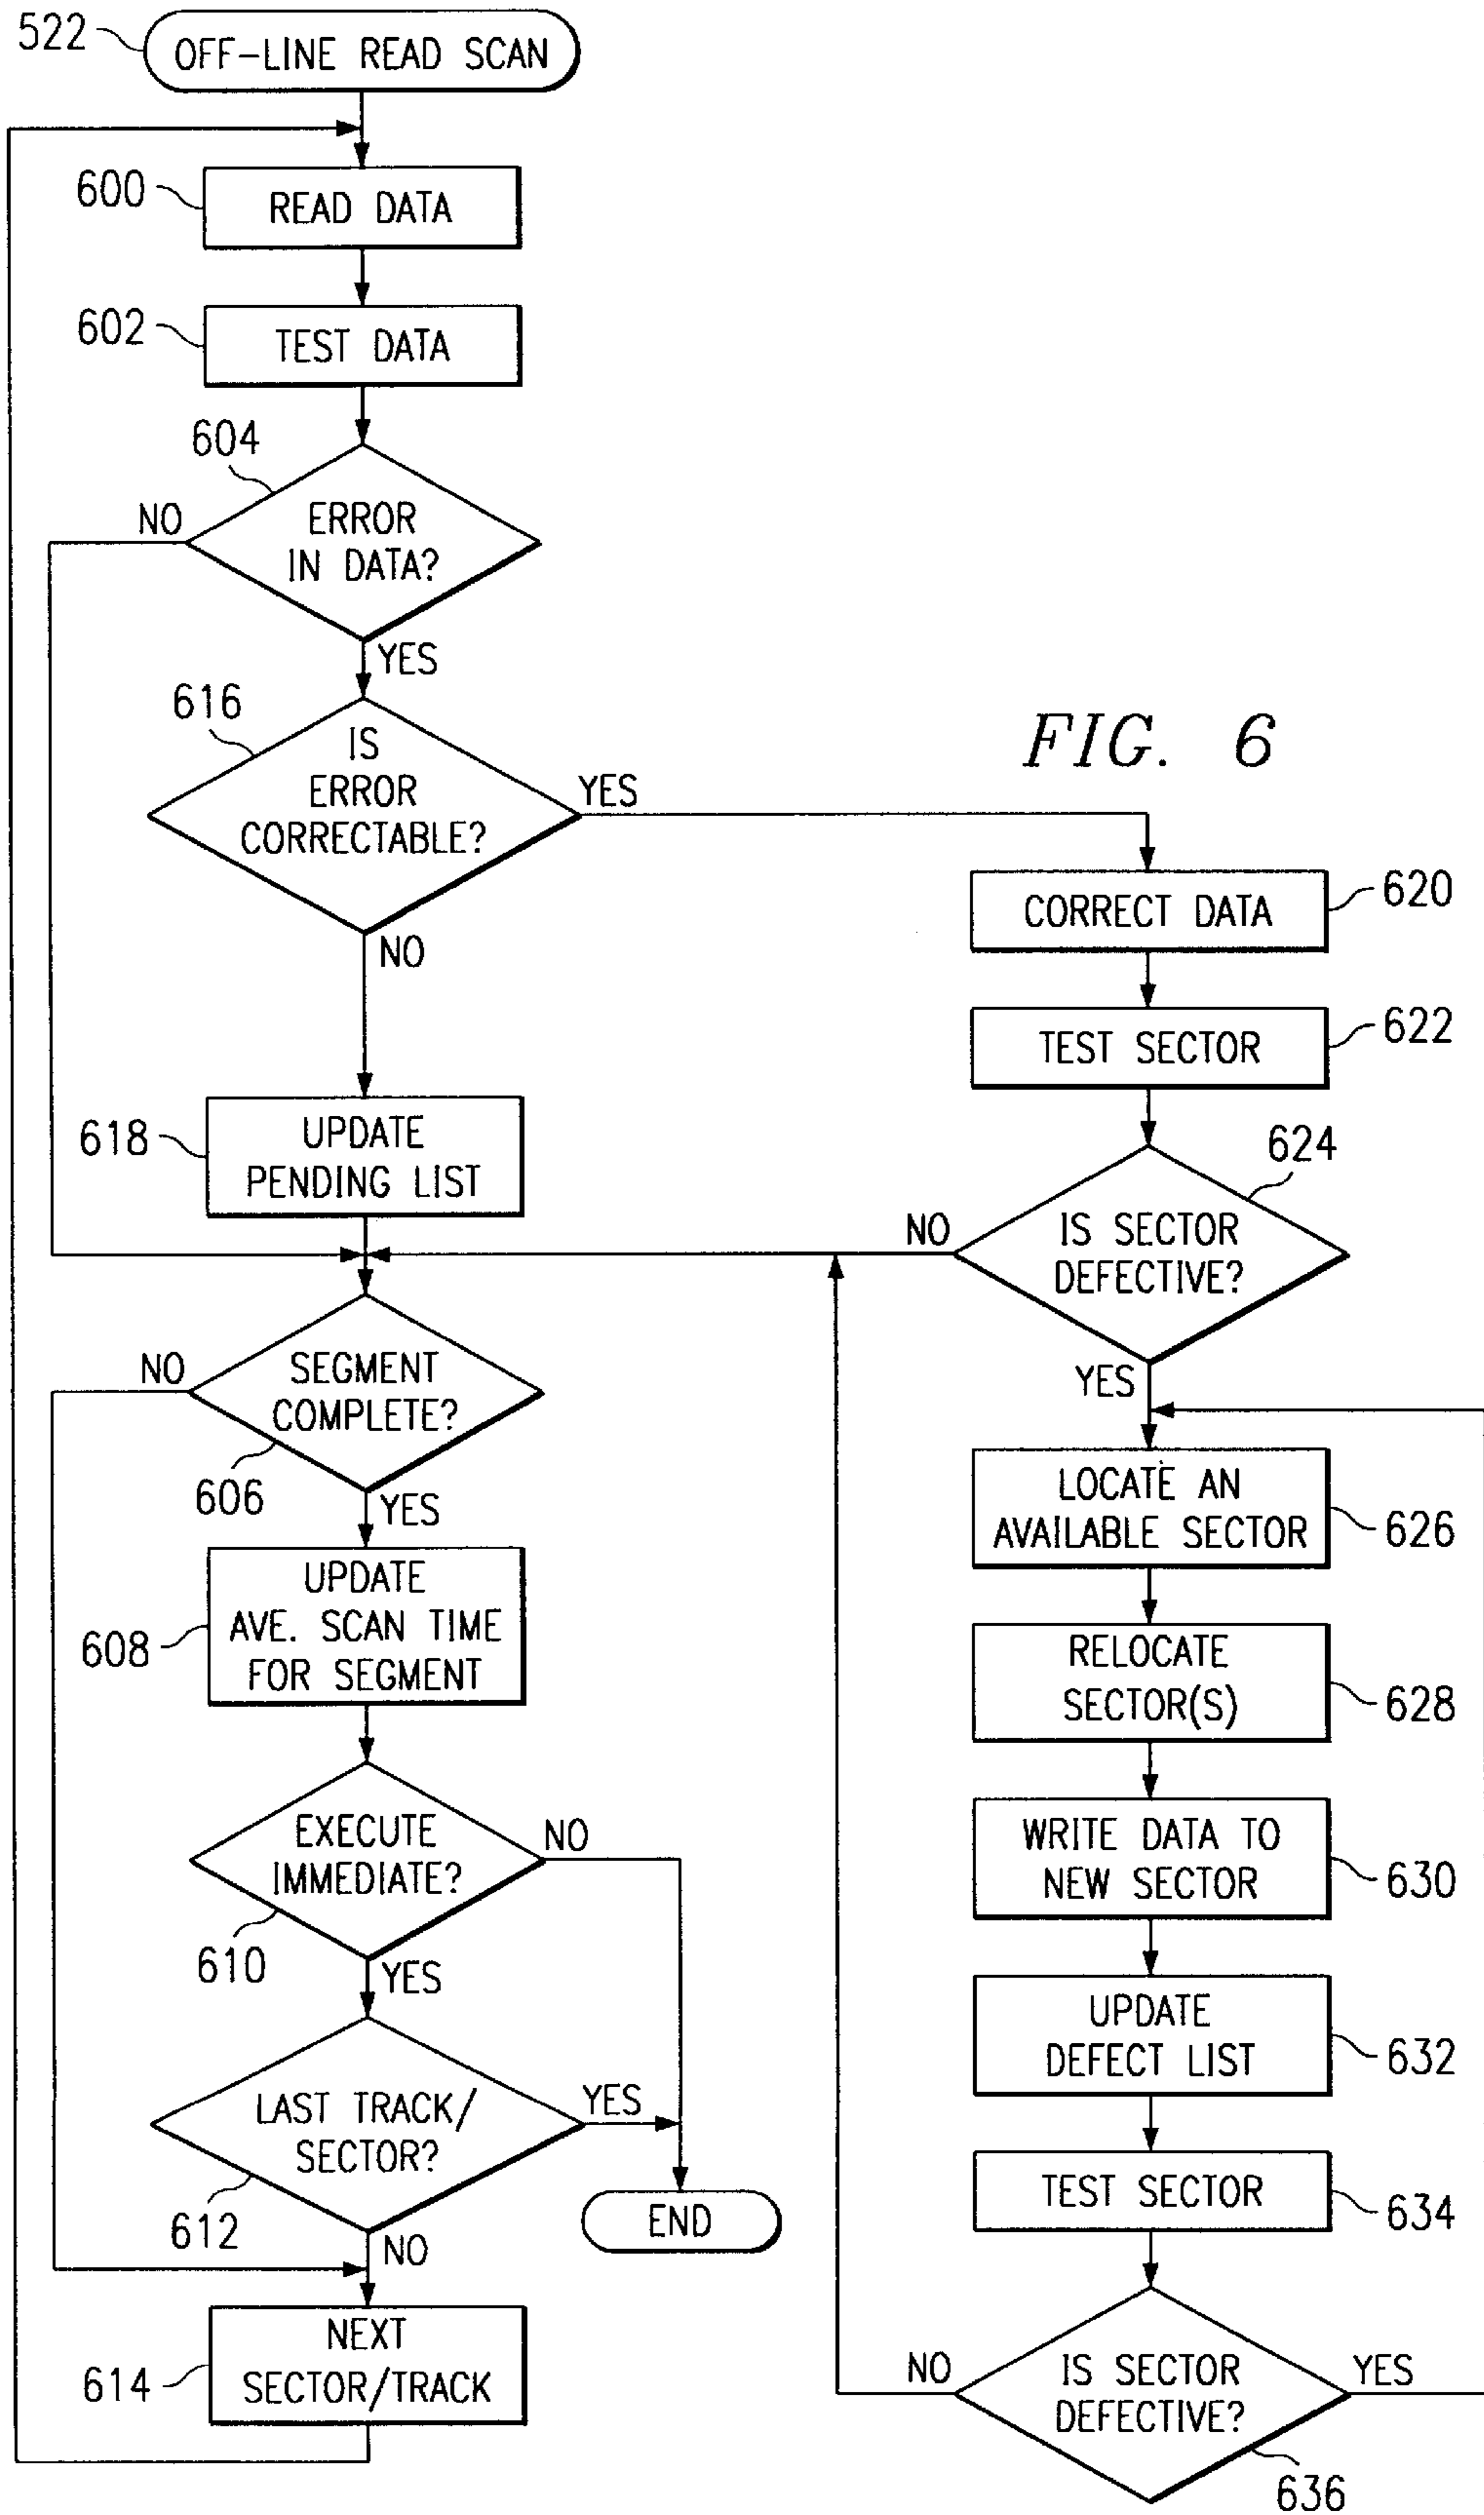 522
OFF-LINE READ SCAN
600
READ DATA
602
TEST DATA
604
NO
ERROR
IN DATA?
YES
616
IS
ERROR
CORRECTABLE?
YES
NO
FIG. 6
618
UPDATE
PENDING LIST
NO
SEGMENT
COMPLETE?
606
YES
608
UPDATE
AVE. SCAN TIME
FOR SEGMENT
EXECUTE
IMMEDIATE?
NO
610
YES
LAST TRACK/
SECTOR?
YES
612
NO
END
614
NEXT
SECTOR/TRACK
CORRECT DATA
620
TEST SECTOR
622
624
NO
IS SECTOR
DEFECTIVE?
YES
LOCATE AN
AVAILABLE SECTOR
626
RELOCATE
SECTOR(S)
628
WRITE DATA TO
NEW SECTOR
630
UPDATE
DEFECT LIST
632
TEST SECTOR
634
NO
IS SECTOR
DEFECTIVE?
YES
636